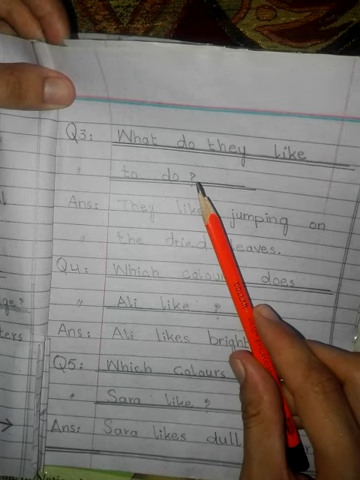 Q3: What do they like
" to do?
Ans: They like jumping on
" the dried leaves.
Q4: Which colour does
" Ali like ?
Ans: Ali likes bright
Q5: Which colours
" Sara like ?
Ans: Sara likes dull